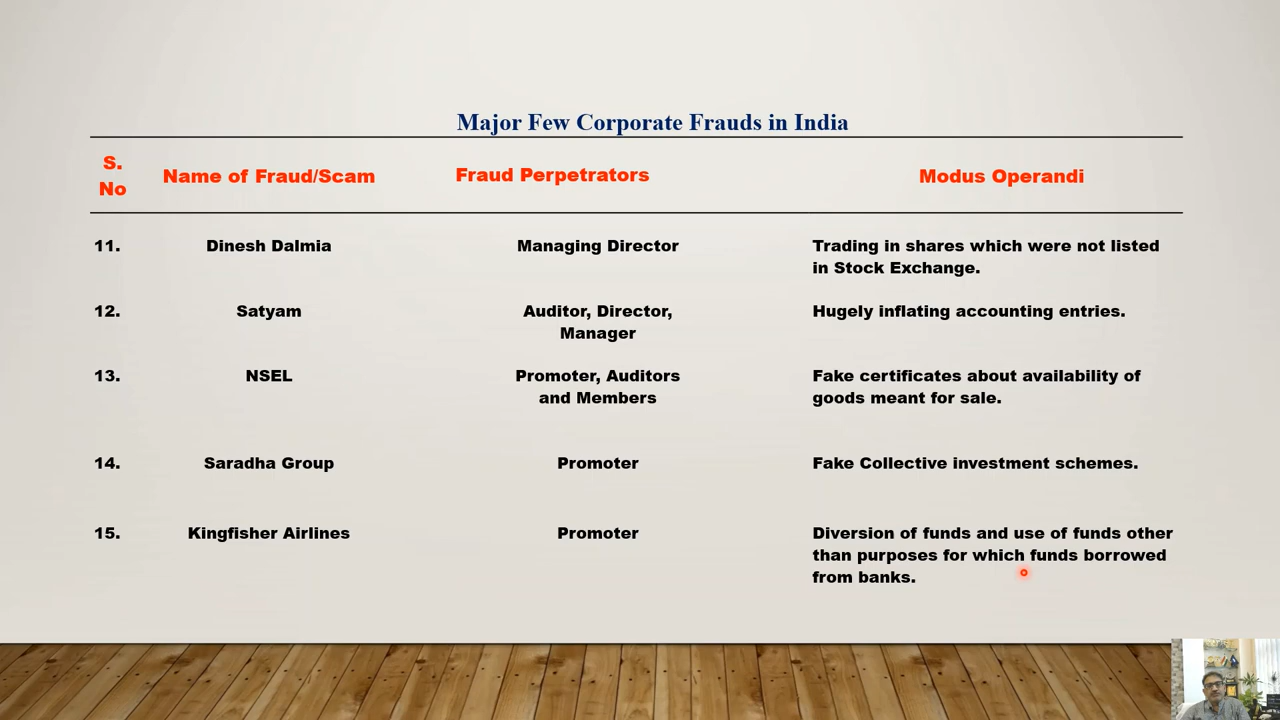 Major Few Corporate Frauds in India
S.
No
Name of Fraud/Scam
Fraud Perpetrators
Modus Operandi
11.
Dinesh Dalmia
Managing Director
Trading in shares which were not listed
in Stock Exchange.
12.
Satyam
Auditor, Director,
Manager
Hugely inflating accounting entries.
13.
NSEL
Promoter, Auditors
and Members
Fake certificates about availability of
goods meant for sale.
14.
Saradha Group
Promoter
Fake Collective investment schemes.
15.
Kingfisher Airlines
Promoter
Diversion of funds and use of funds other
than purposes for which funds borrowed
from banks.